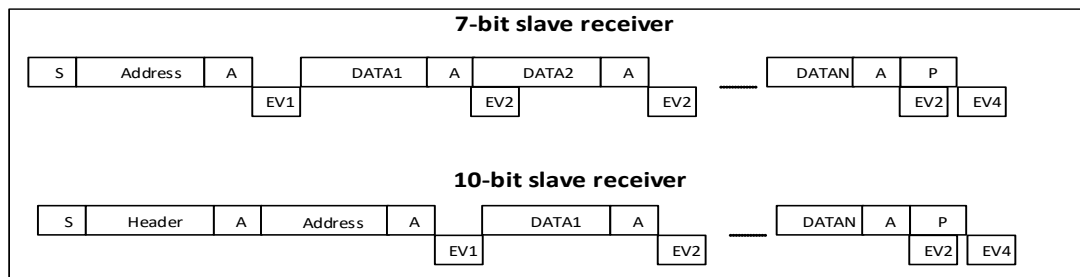 7-bit slave receiver
S Address A DATA1 A DATA2 A DATAN A P
EV1 EV2 EV2 EV2 EV4
10-bit slave receiver
S Header A Address A DATA1 A DATAN A P
EV1 EV2 EV2 EV4